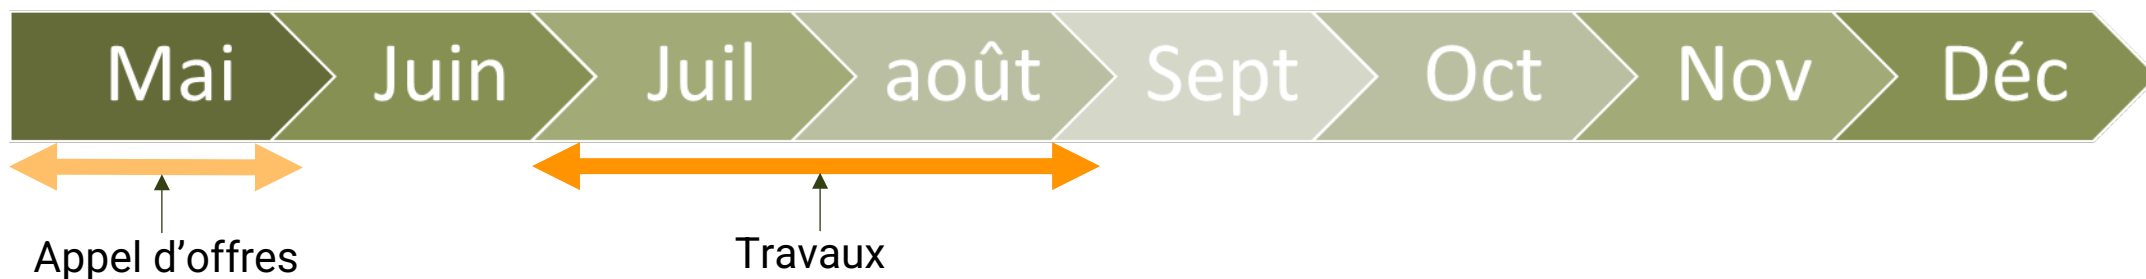 Mai Juin Juil août Sept Oct Nov Déc
Appel d’offres
Travaux